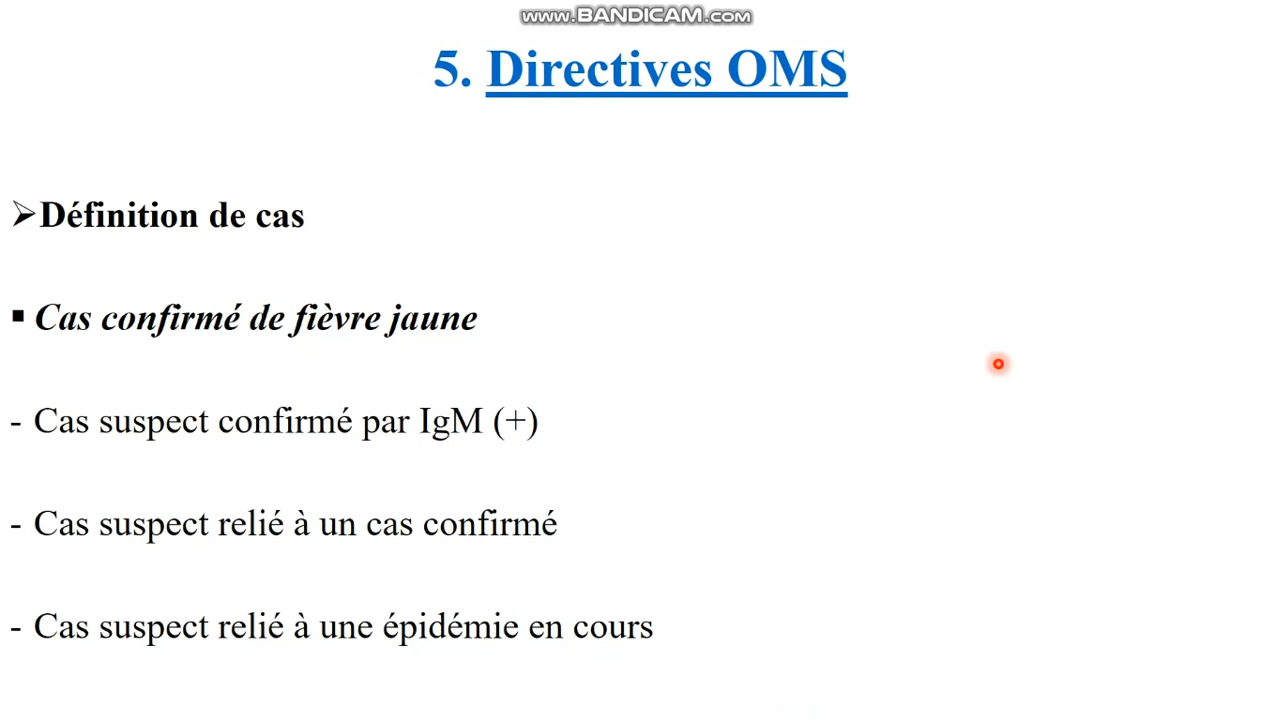 www.BANDICAM.com
5. Directives OMS
➢Définition de cas
▪ Cas confirmé de fièvre jaune
- Cas suspect confirmé par IgM (+)
- Cas suspect relié à un cas confirmé
- Cas suspect relié à une épidémie en cours